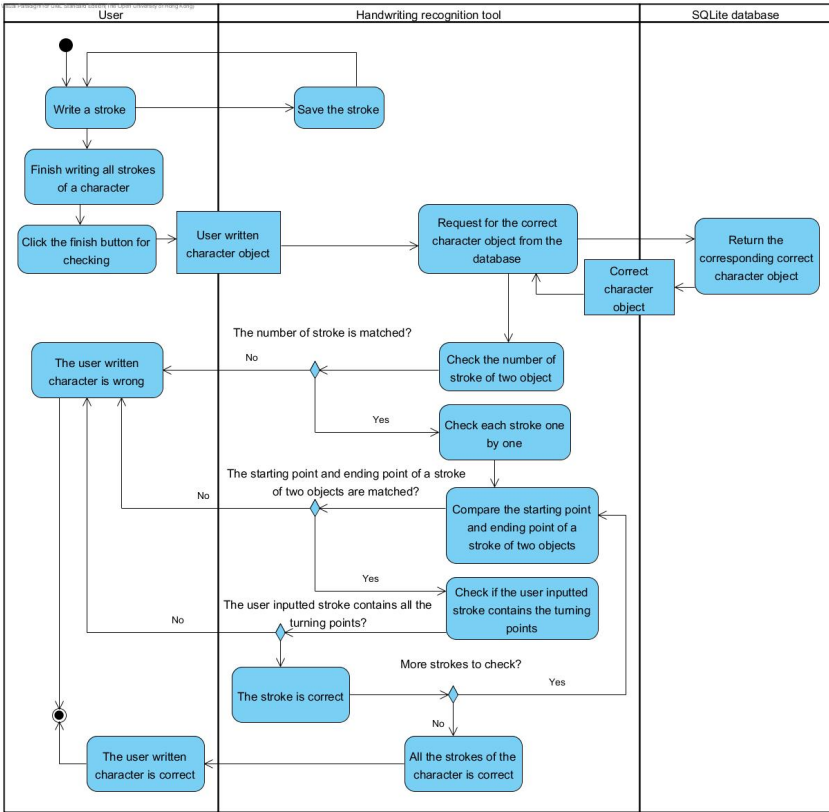 User
Handwriting recognition tool
SQLite database
Write a stroke
Save the stroke
Finish writing all strokes
of a character
Click the finish button for
checking
User written
character object
Request for the correct
character object from the
database
Return the
corresponding correct
character object
Correct
character
object
The number of stroke is matched?
No
The user written
character is wrong
Check the number of
stroke of two object
Yes
Check each stroke one
by one
The starting point and ending point of a stroke
of two objects are matched?
No
Compare the starting point
and ending point of a
stroke of two objects
Yes
Check if the user inputted
stroke contains the turning
points
The user inputted stroke contains all the
turning points?
No
More strokes to check?
The stroke is correct
Yes
No
The user written
character is correct
All the strokes of the
character is correct